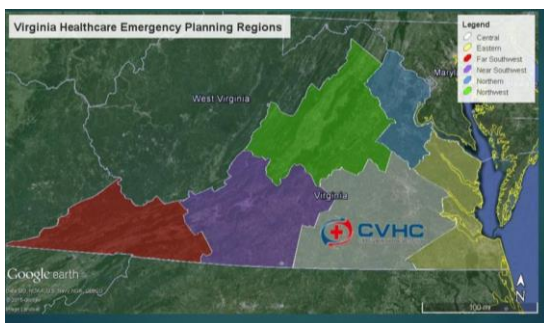 Virginia Healthcare Emergency Planning Regions
Legend
Central
Eastern
Far Southwest
Near Southwest
Northern
Northwest
West Virginia
Virginia
CVHC
Google earth
100 mi
N